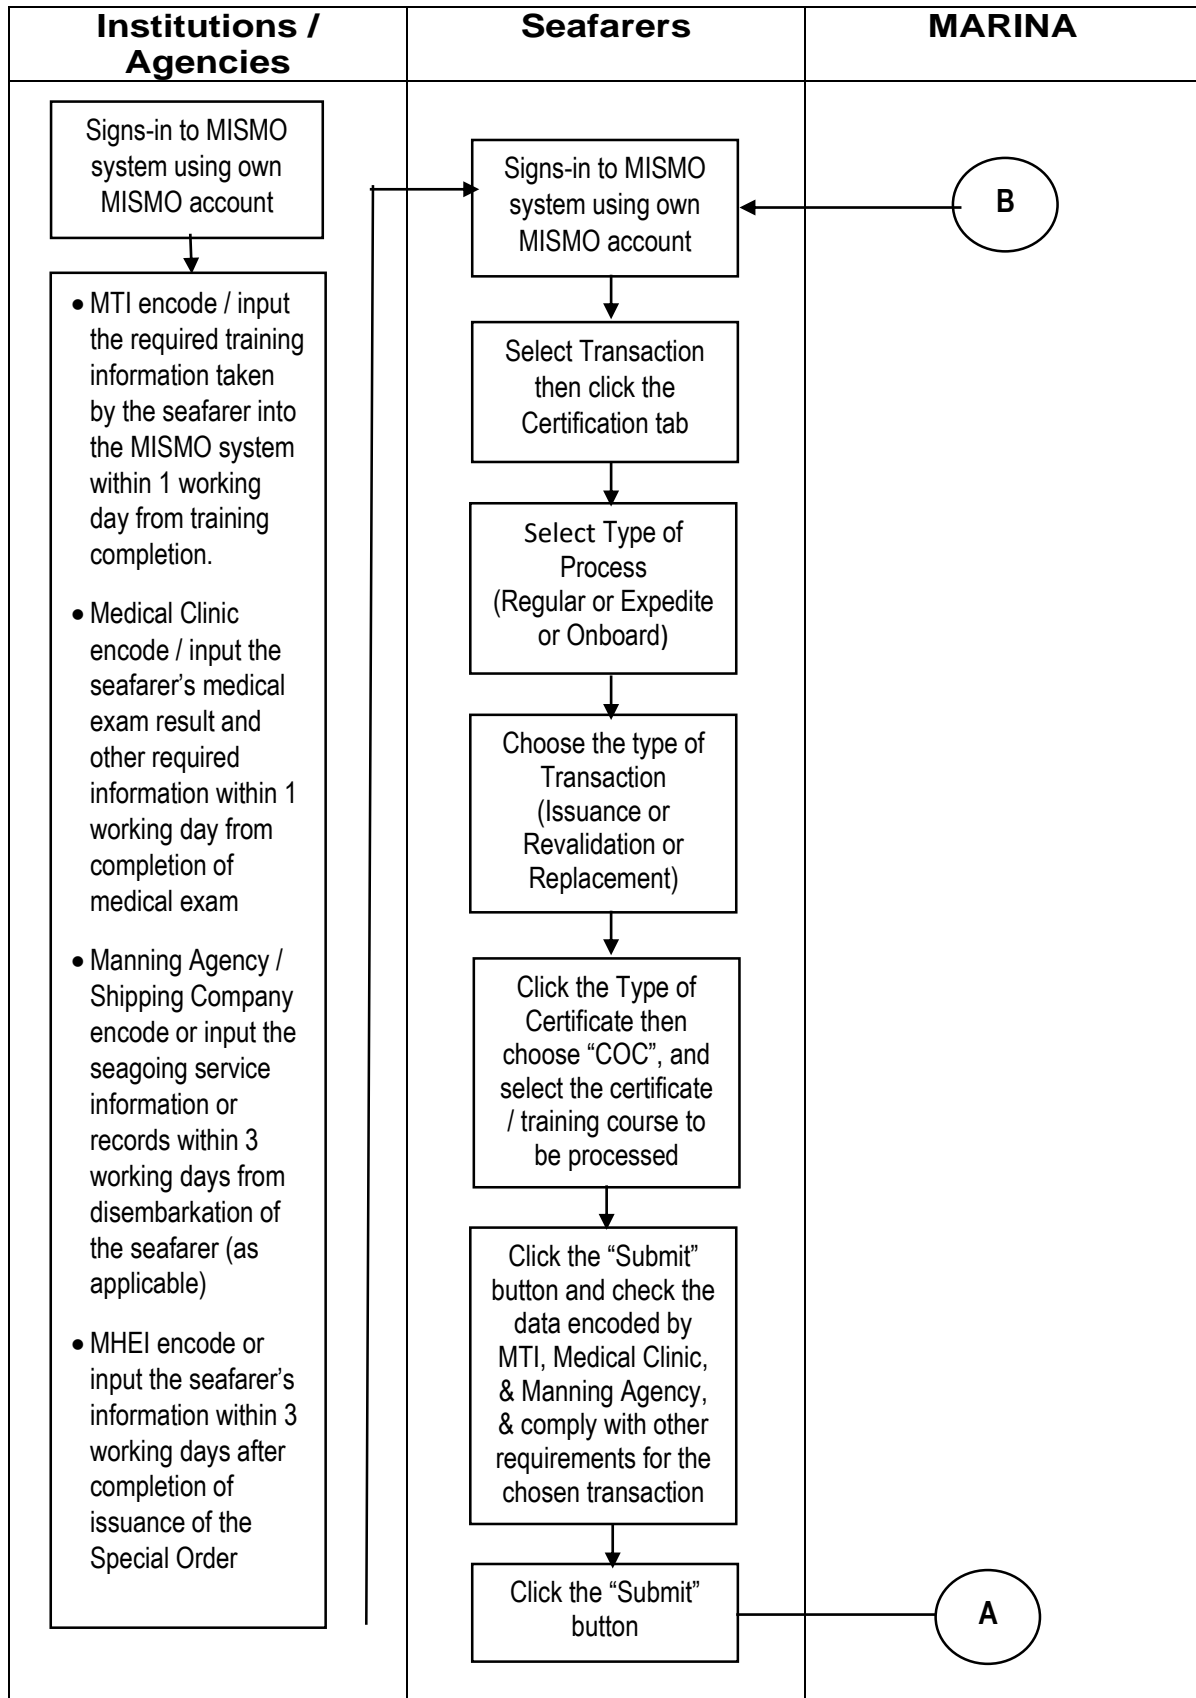 Institutions /
Agencies
Seafarers
MARINA
Signs-in to MISMO
system using own
MISMO account
• MTI encode / input
the required training
information taken
by the seafarer into
the MISMO system
within 1 working
day from training
completion.
• Medical Clinic
encode / input the
seafarer’s medical
exam result and
other required
information within 1
working day from
completion of
medical exam
• Manning Agency /
Shipping Company
encode or input the
seagoing service
information or
records within 3
working days from
disembarkation of
the seafarer (as
applicable)
• MHEI encode or
input the seafarer’s
information within 3
working days after
completion of
issuance of the
Special Order
Signs-in to MISMO
system using own
MISMO account
Select Transaction
then click the
Certification tab
Select Type of
Process
(Regular or Expedite
or Onboard)
Choose the type of
Transaction
(Issuance or
Revalidation or
Replacement)
Click the Type of
Certificate then
choose “COC”, and
select the certificate
/ training course to
be processed
Click the “Submit”
button and check the
data encoded by
MTI, Medical Clinic,
& Manning Agency,
& comply with other
requirements for the
chosen transaction
Click the “Submit”
button
B
A